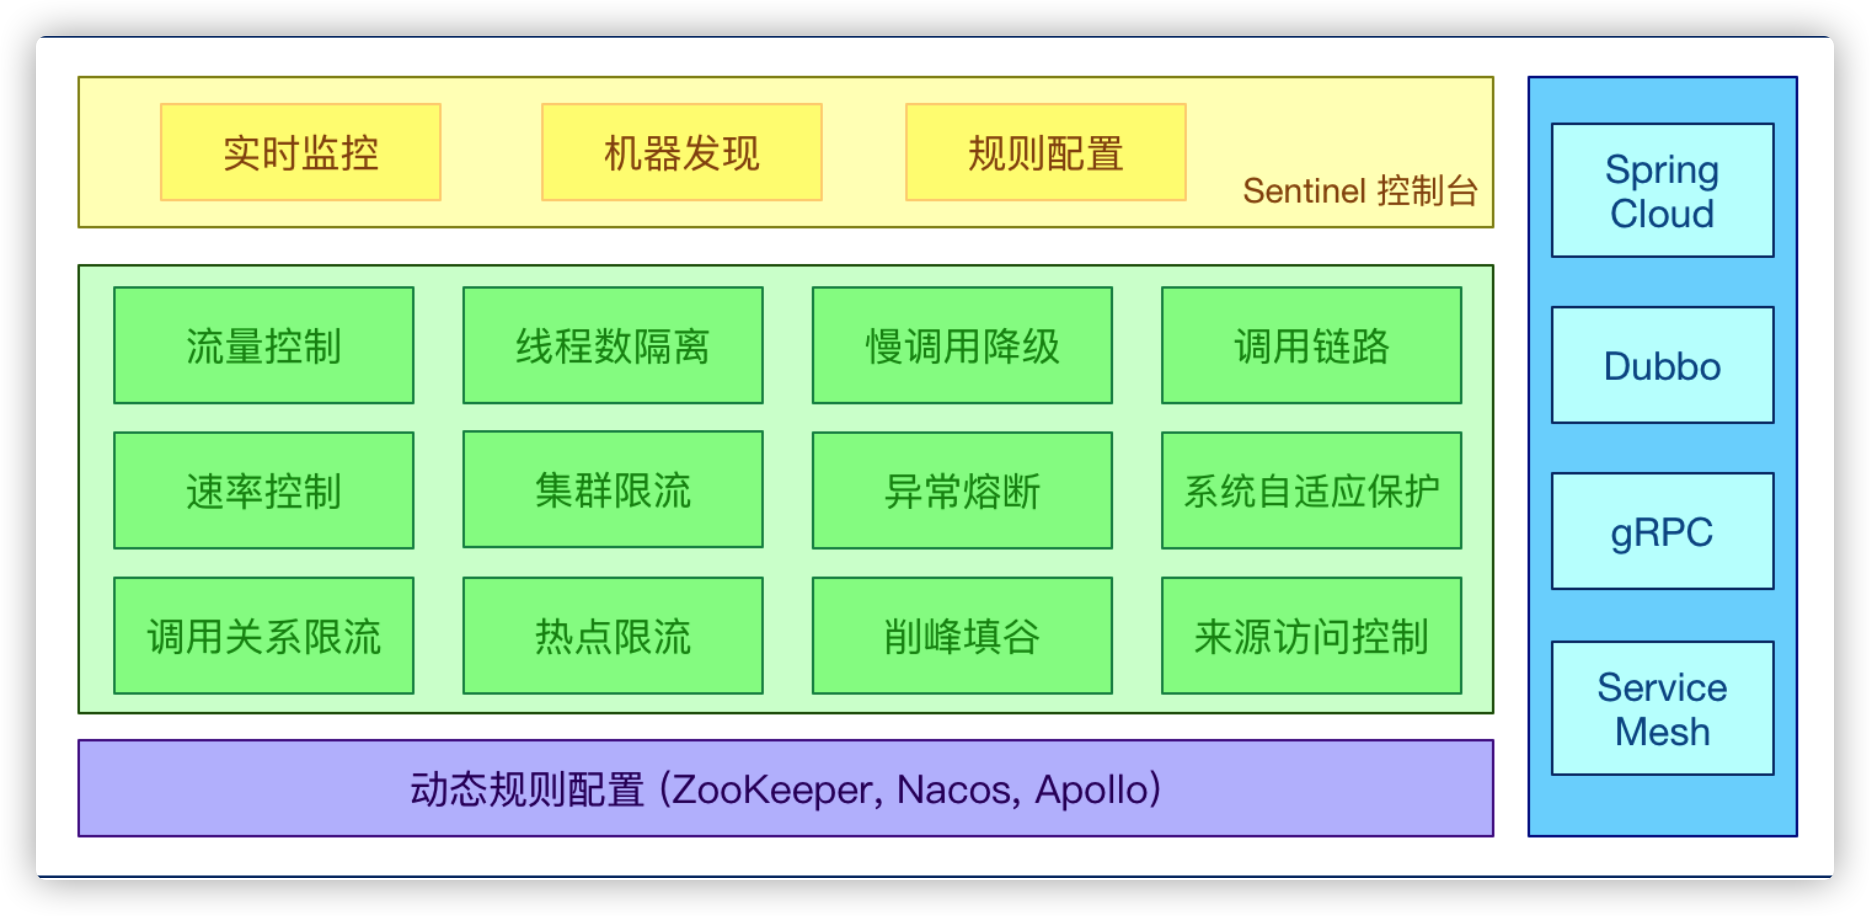 实时监控
机器发现
规则配置
Sentinel 控制台
流量控制
线程数隔离
慢调用降级
调用链路
速率控制
集群限流
异常熔断
系统自适应保护
调用关系限流
热点限流
削峰填谷
来源访问控制
动态规则配置 (ZooKeeper, Nacos, Apollo)
Spring
Cloud
Dubbo
gRPC
Service
Mesh